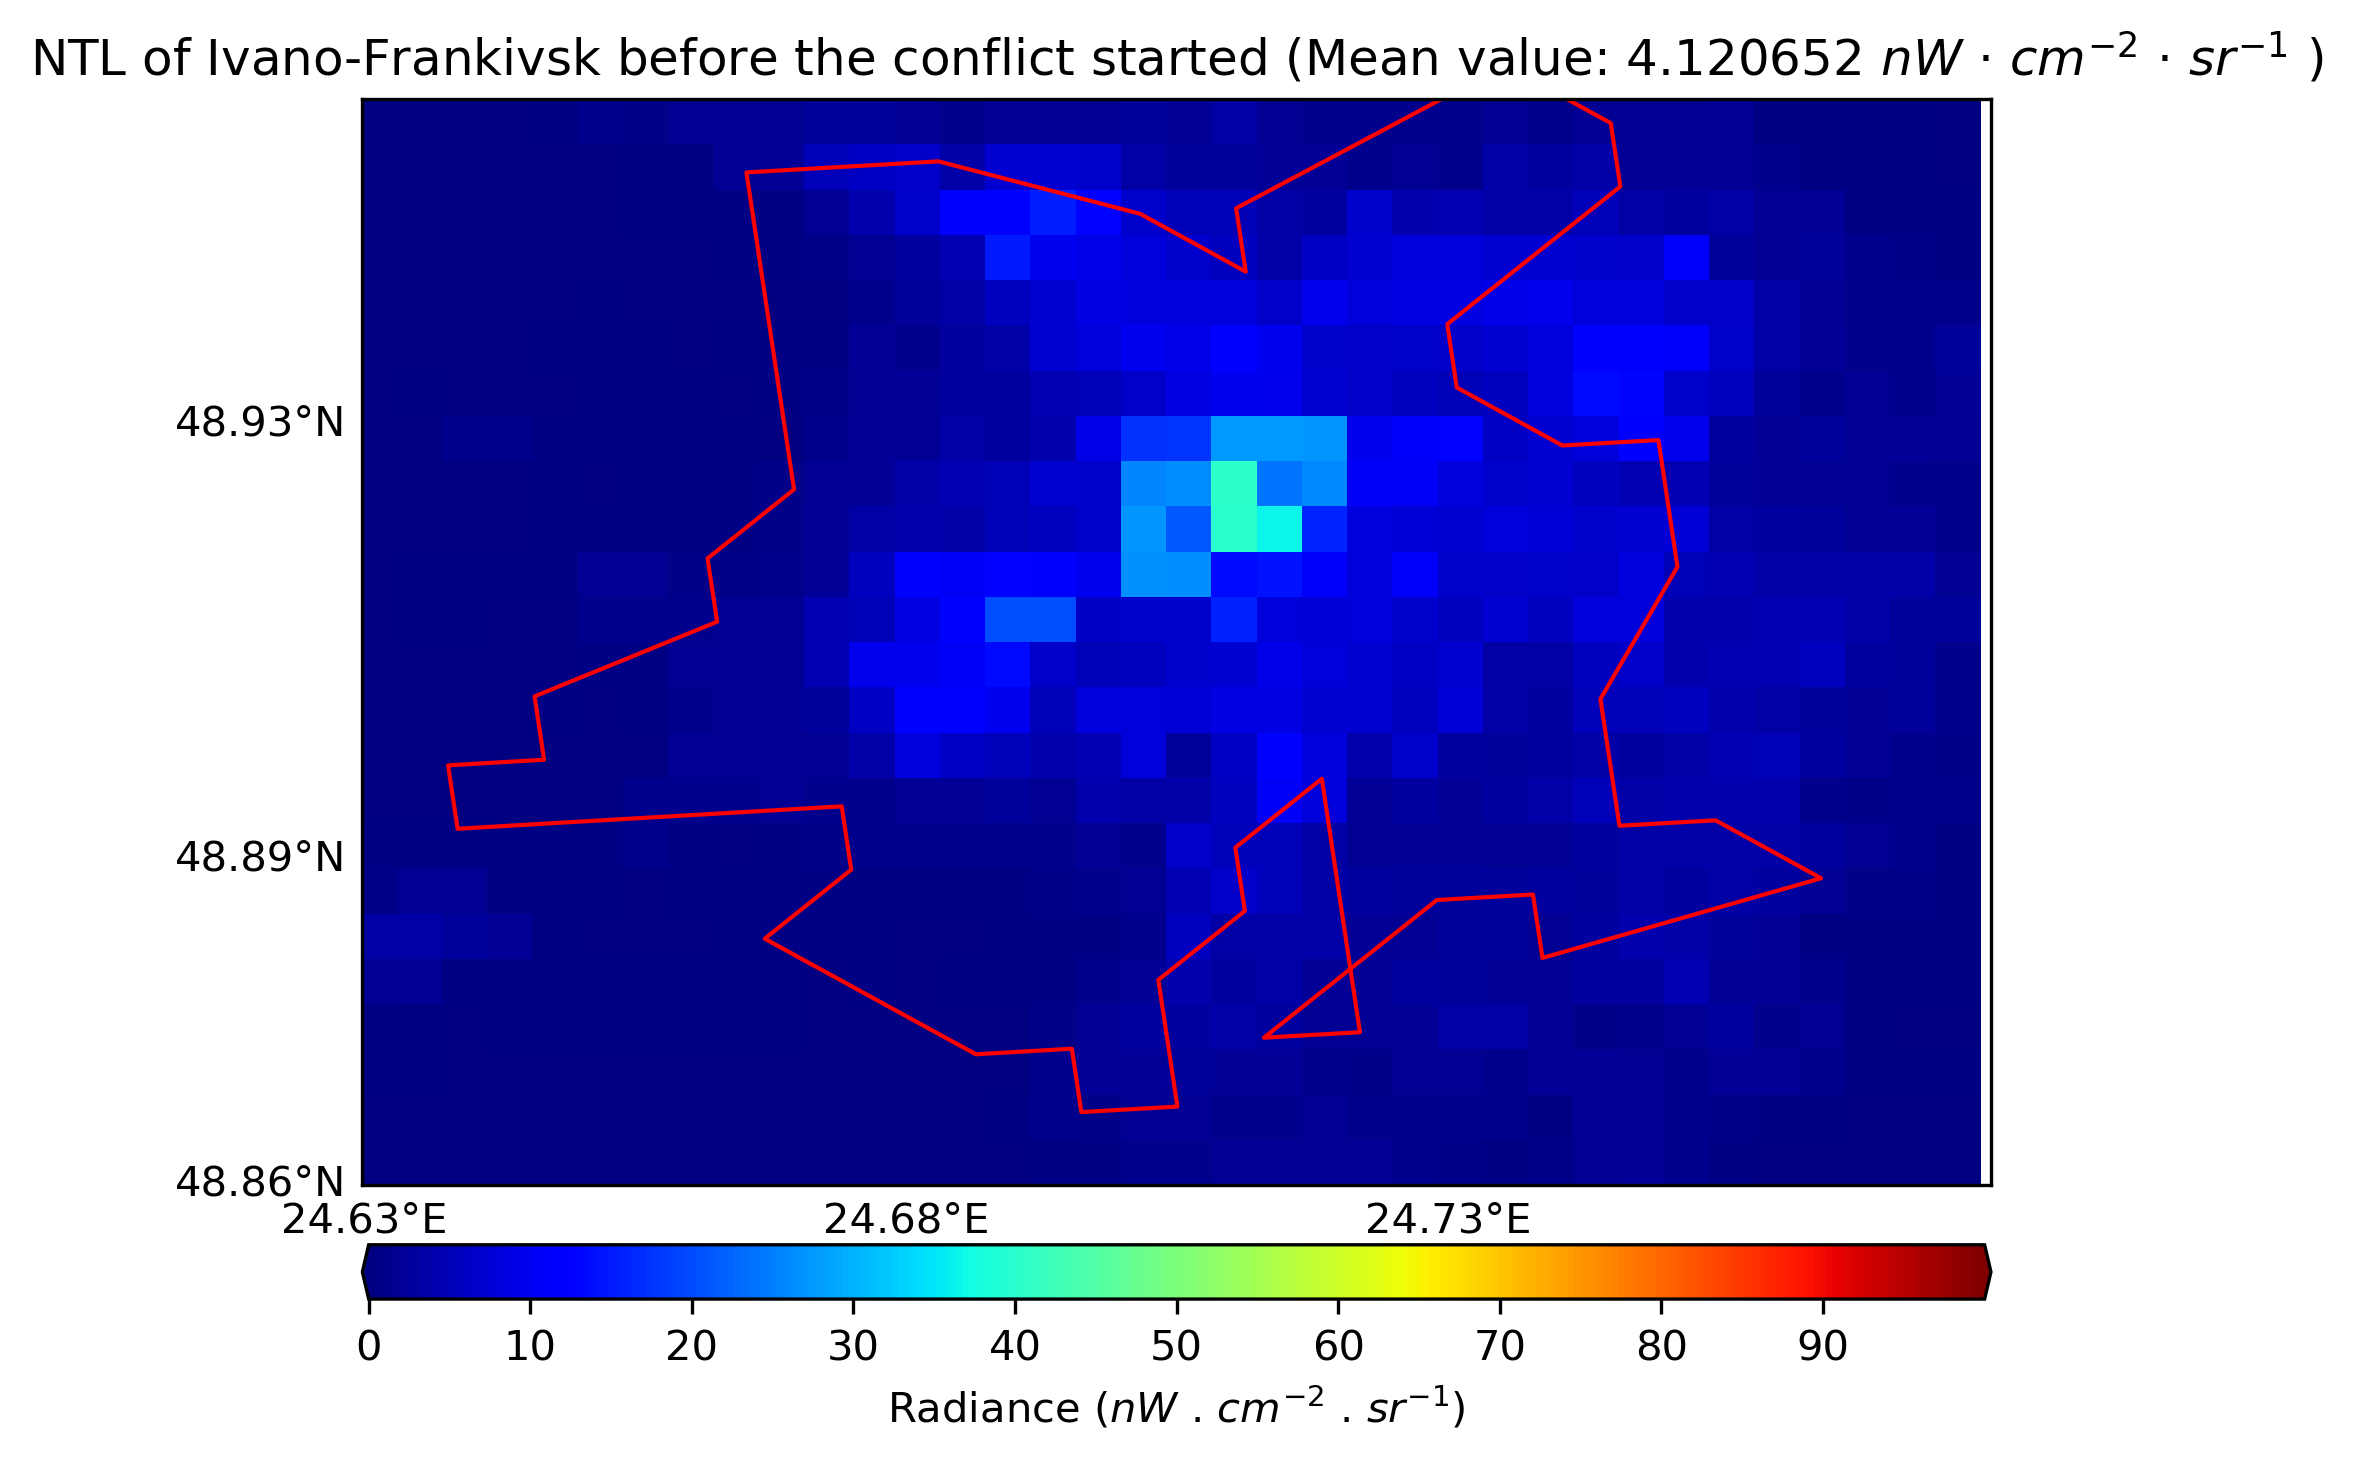 NTL of Ivano-Frankivsk before the conflict started (Mean value: 4.120652 nW · cm⁻² · sr⁻¹ )
48.93°N
48.89°N
48.86°N
24.63°E 24.68°E 24.73°E
0 10 20 30 40 50 60 70 80 90
Radiance (nW . cm⁻² . sr⁻¹)